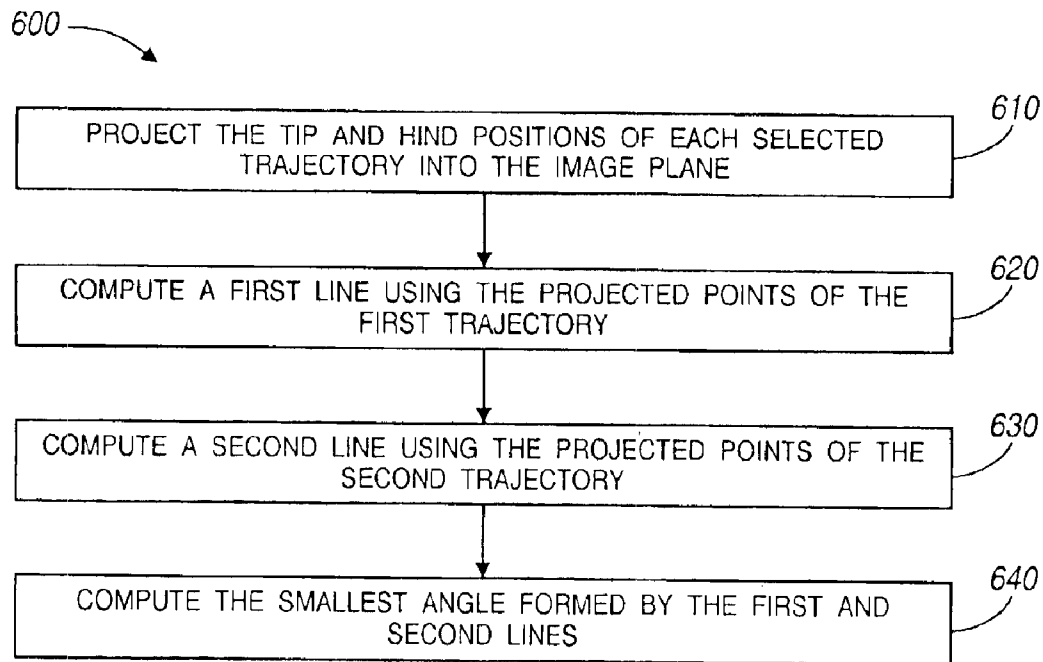 600
610
PROJECT THE TIP AND HIND POSITIONS OF EACH SELECTED
TRAJECTORY INTO THE IMAGE PLANE
620
COMPUTE A FIRST LINE USING THE PROJECTED POINTS OF THE
FIRST TRAJECTORY
630
COMPUTE A SECOND LINE USING THE PROJECTED POINTS OF THE
SECOND TRAJECTORY
640
COMPUTE THE SMALLEST ANGLE FORMED BY THE FIRST AND
SECOND LINES